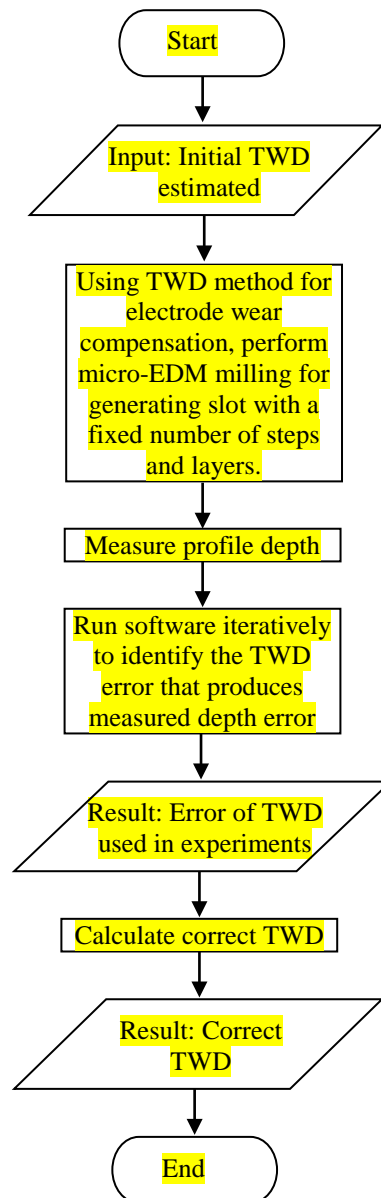 Start
Input: Initial TWD
estimated
Using TWD method for
electrode wear
compensation, perform
micro-EDM milling for
generating slot with a
fixed number of steps
and layers.
Measure profile depth
Run software iteratively
to identify the TWD
error that produces
measured depth error
Result: Error of TWD
used in experiments
Calculate correct TWD
Result: Correct
TWD
End